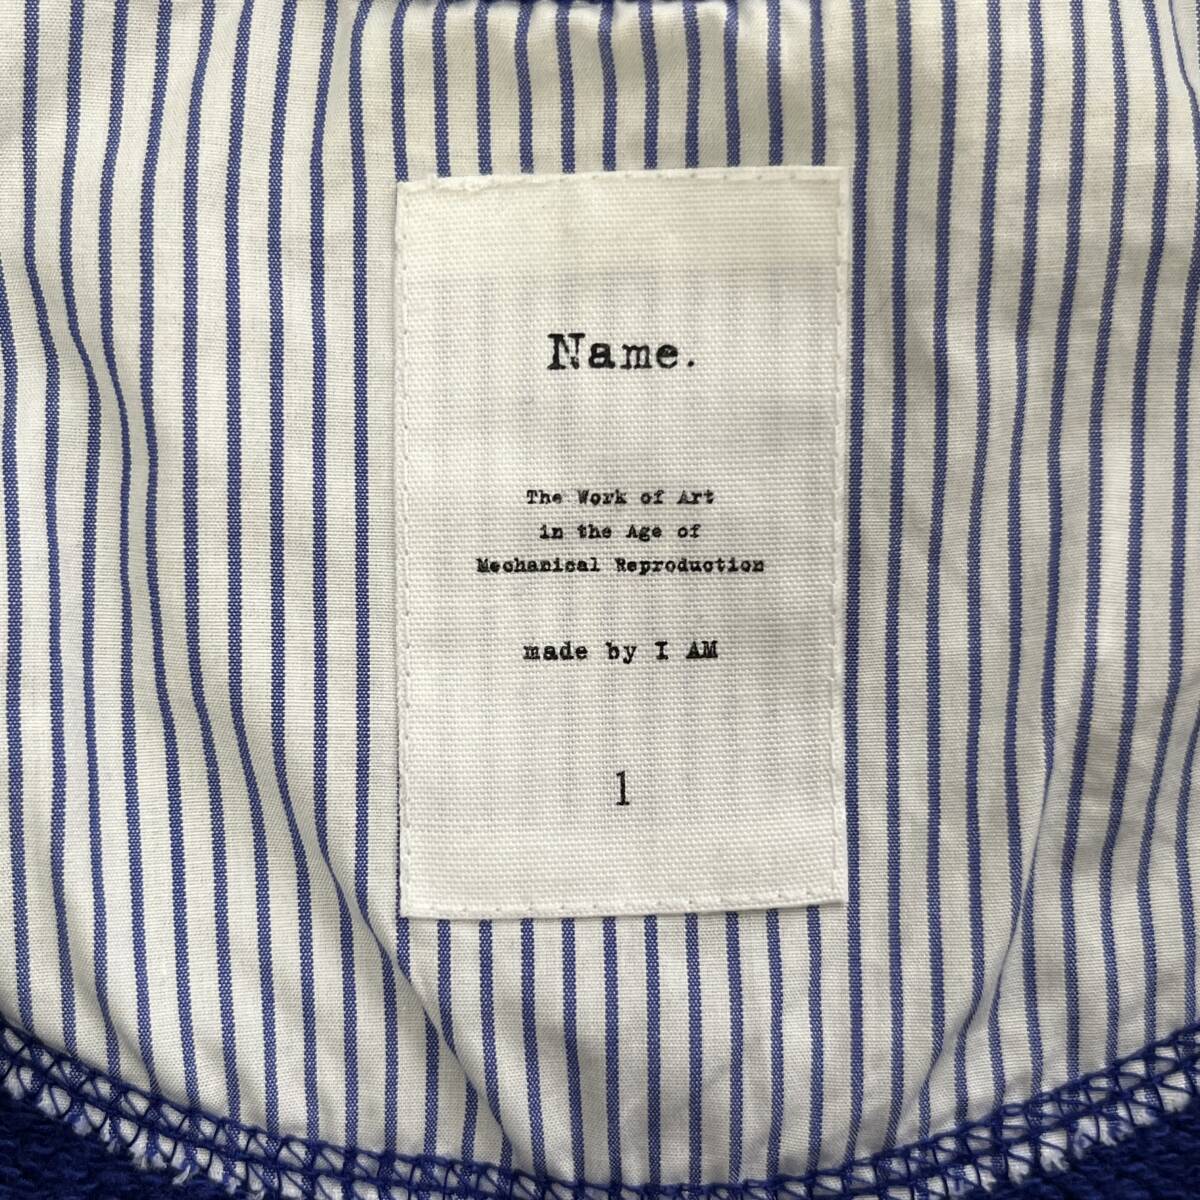 Name.
The Work of Art
in the Age of
Mechanical Reproduction
made by I AM
1